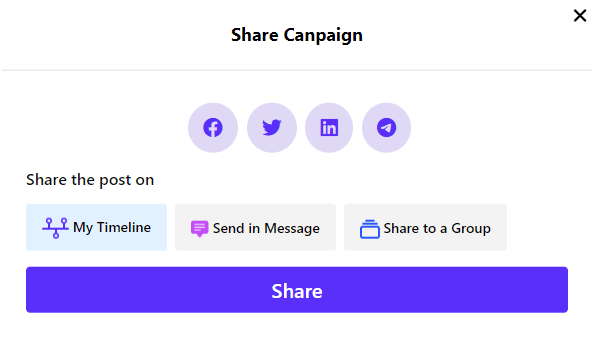 Share Canpaign
Share the post on
My Timeline Send in Message Share to a Group
Share